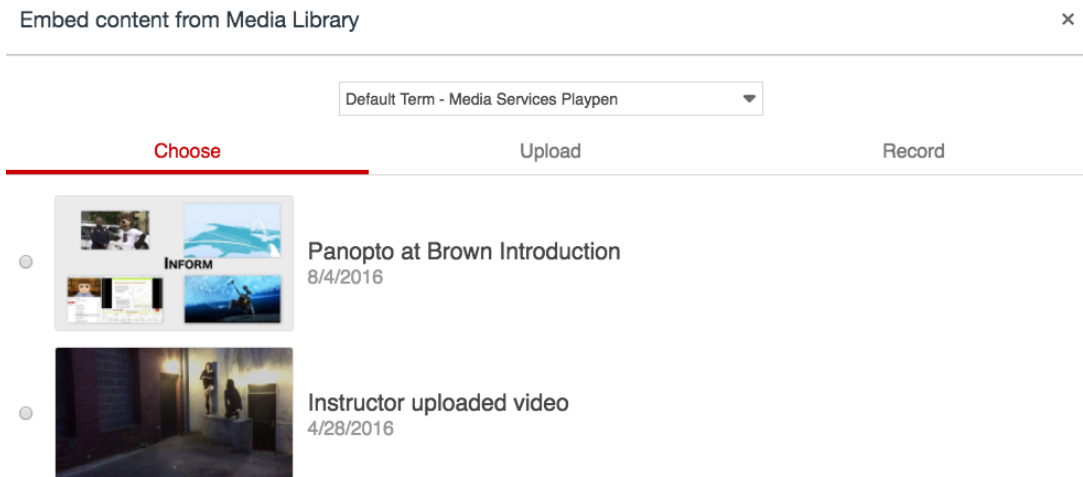 Embed content from Media Library
×
Default Term - Media Services Playpen
Choose Upload Record
INFORM
Panopto at Brown Introduction
8/4/2016
Instructor uploaded video
4/28/2016